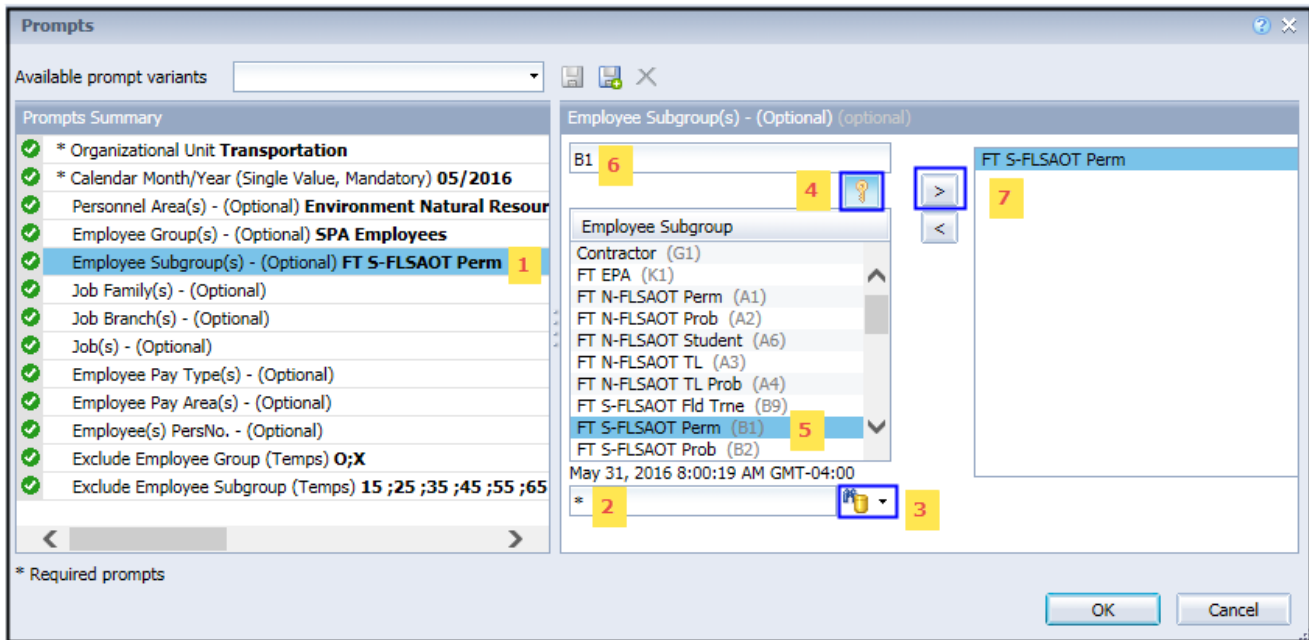 Prompts
Available prompt variants
Prompts Summary
* Organizational Unit Transportation
* Calendar Month/Year (Single Value, Mandatory) 05/2016
Personnel Area(s) - (Optional) Environment Natural Resour
Employee Group(s) - (Optional) SPA Employees
Employee Subgroup(s) - (Optional) FT S-FLSAOT Perm 1
Job Family(s) - (Optional)
Job Branch(s) - (Optional)
Job(s) - (Optional)
Employee Pay Type(s) - (Optional)
Employee Pay Area(s) - (Optional)
Employee(s) PersNo. - (Optional)
Exclude Employee Group (Temps) O;X
Exclude Employee Subgroup (Temps) 15 ;25 ;35 ;45 ;55 ;65
* Required prompts
Employee Subgroup(s) - (Optional) (optional)
B1 6
4
Employee Subgroup
Contractor (G1)
FT EPA (K1)
FT N-FLSAOT Perm (A1)
FT N-FLSAOT Prob (A2)
FT N-FLSAOT Student (A6)
FT N-FLSAOT TL (A3)
FT N-FLSAOT TL Prob (A4)
FT S-FLSAOT Fld Trne (B9)
FT S-FLSAOT Perm (B1) 5
FT S-FLSAOT Prob (B2)
May 31, 2016 8:00:19 AM GMT-04:00
* 2
3
>
<
FT S-FLSAOT Perm
7
OK
Cancel